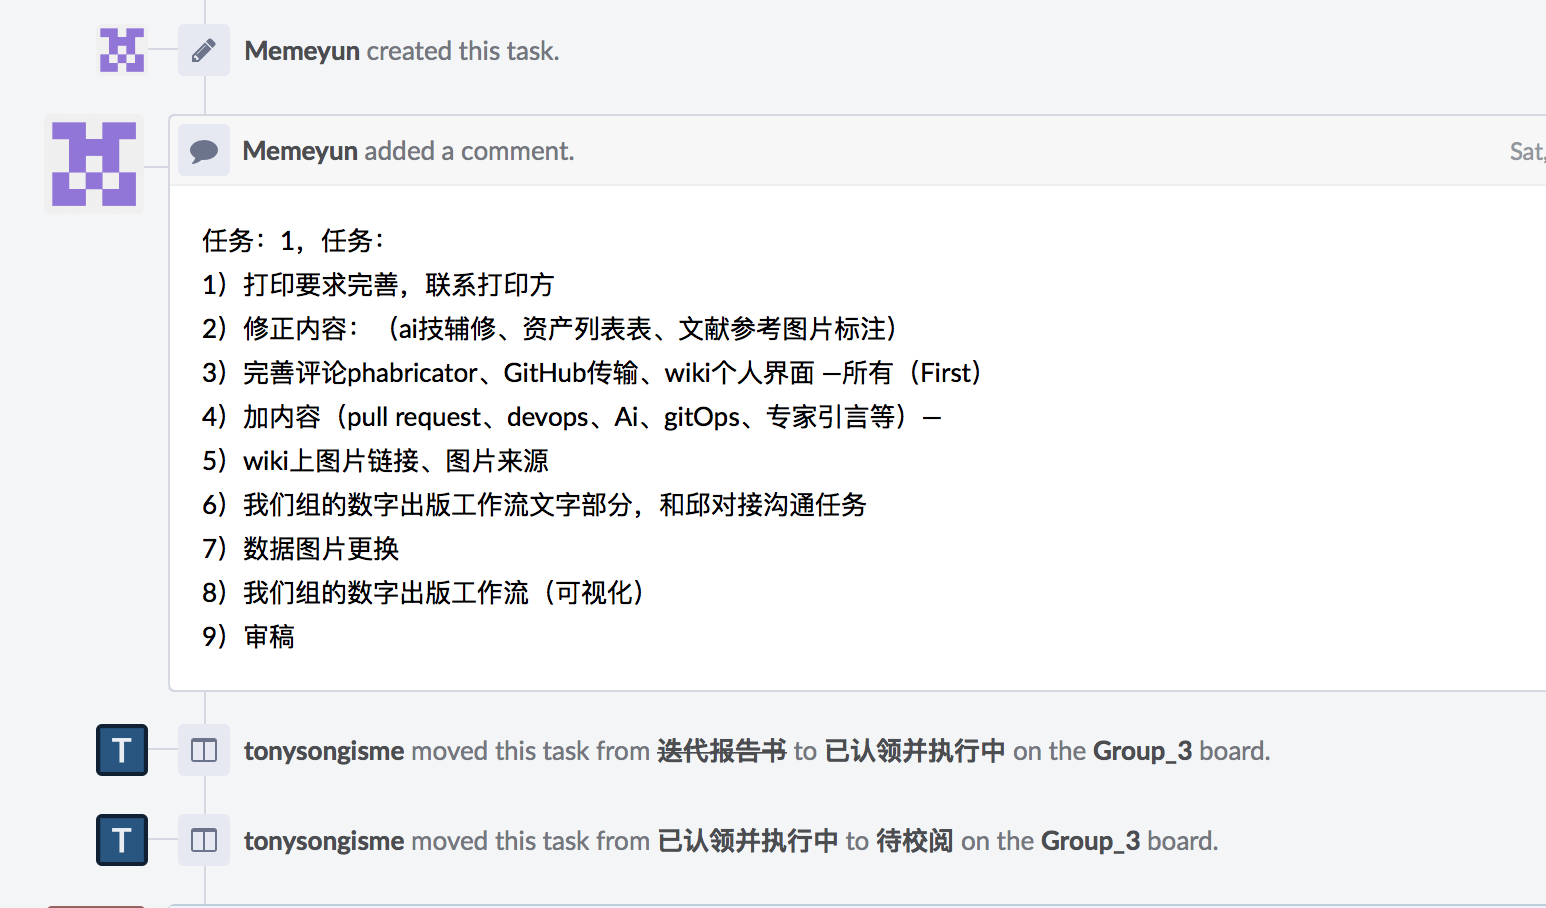 Memeyun created this task.
Memeyun added a comment.
Sat,
任务：1，任务：
1）打印要求完善，联系打印方
2）修正内容：（ai技辅修、资产列表表、文献参考图片标注）
3）完善评论phabricator、GitHub传输、wiki个人界面 —所有（First）
4）加内容（pull request、devops、Ai、gitOps、专家引言等）—
5）wiki上图片链接、图片来源
6）我们组的数字出版工作流文字部分，和邱对接沟通任务
7）数据图片更换
8）我们组的数字出版工作流（可视化）
9）审稿
T
tonysongisme moved this task from 迭代报告书 to 已认领并执行中 on the Group_3 board.
T
tonysongisme moved this task from 已认领并执行中 to 待校阅 on the Group_3 board.